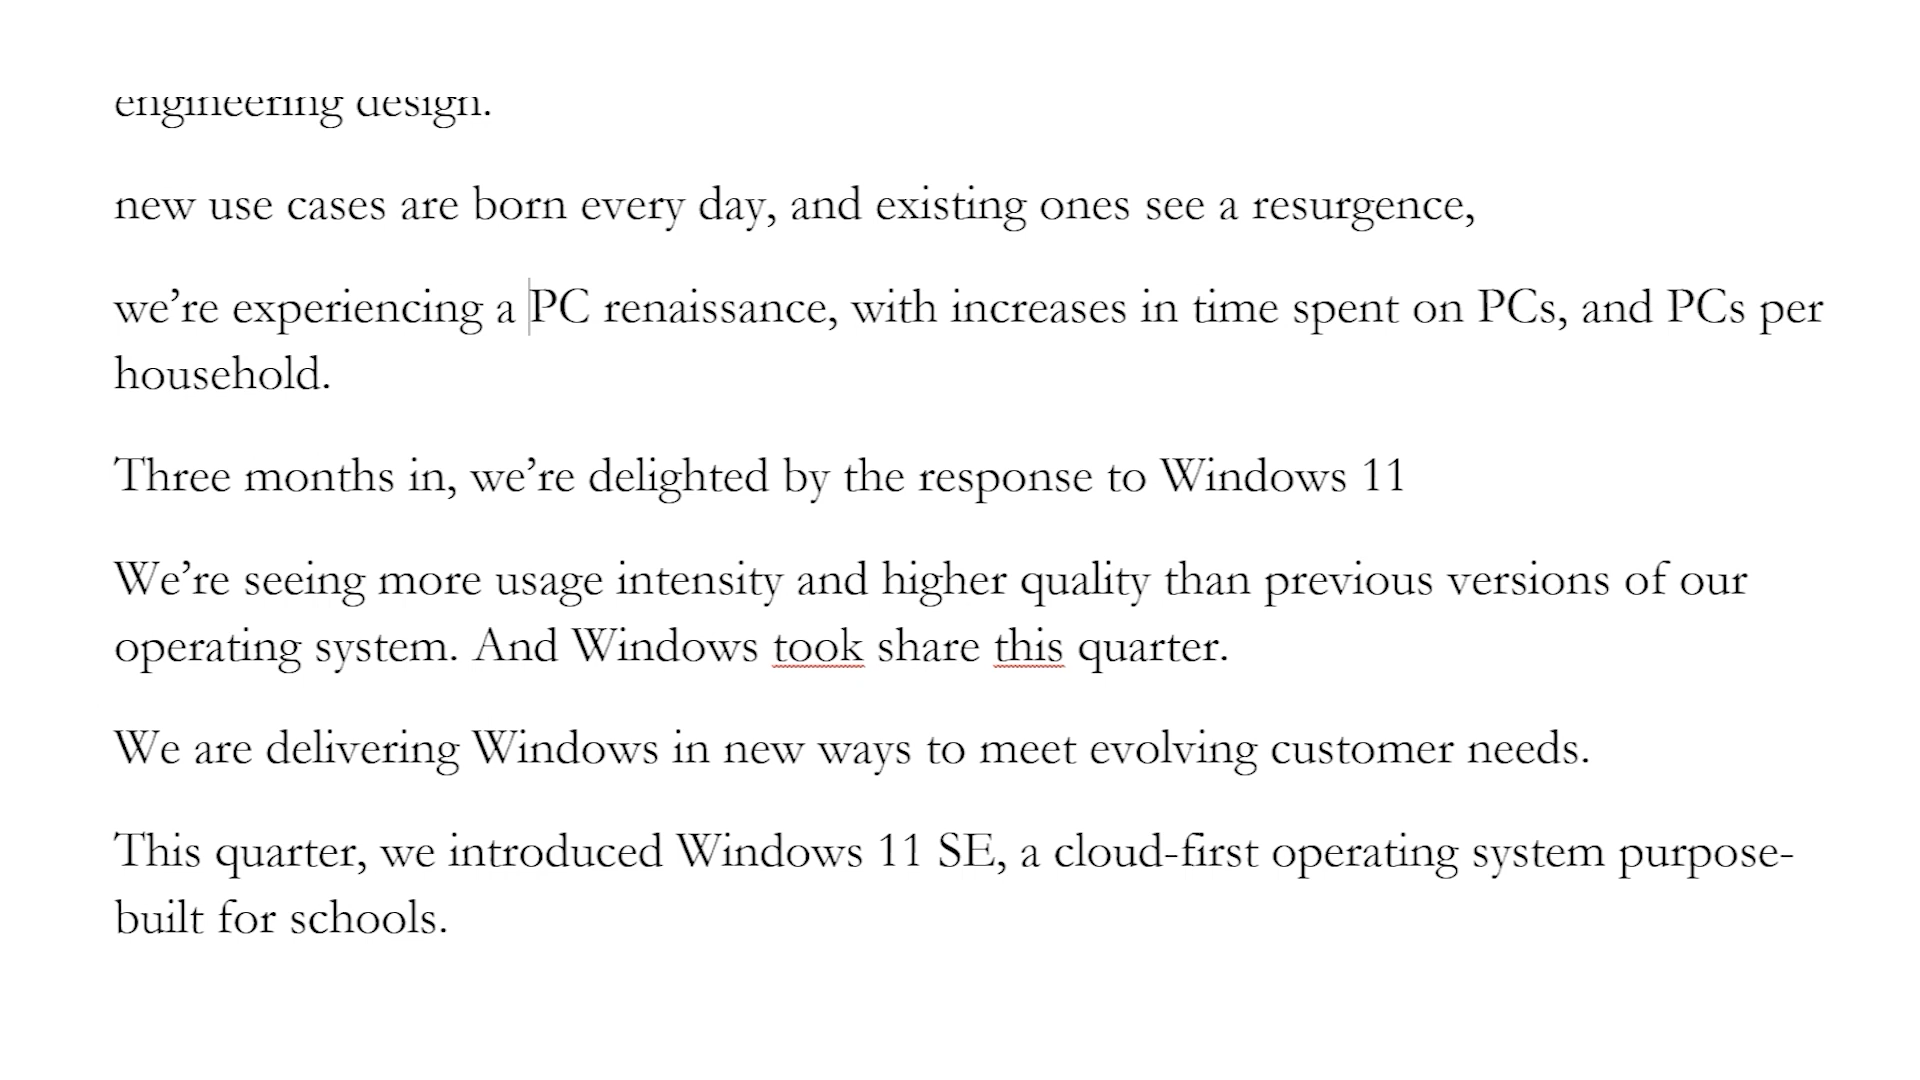 engineering design.
new use cases are born every day, and existing ones see a resurgence,
we’re experiencing a PC renaissance, with increases in time spent on PCs, and PCs per
household.
Three months in, we’re delighted by the response to Windows 11
We’re seeing more usage intensity and higher quality than previous versions of our
operating system. And Windows took share this quarter.
We are delivering Windows in new ways to meet evolving customer needs.
This quarter, we introduced Windows 11 SE, a cloud-first operating system purpose-
built for schools.